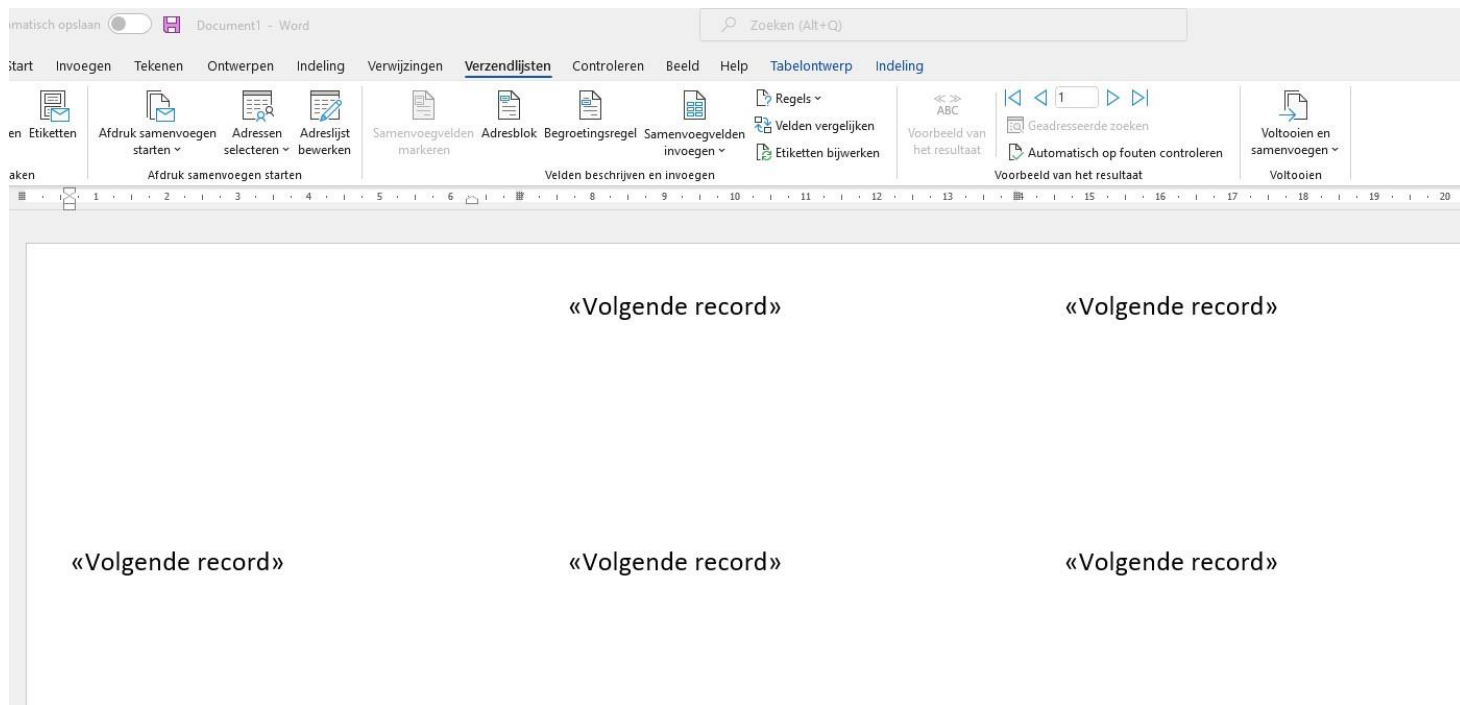 matisch opslaan Document1 - Word Zoeken (Alt+Q)
Start Invoegen Tekenen Ontwerpen Indeling Verwijzingen Verzendlijsten Controleren Beeld Help Tabelontwerp Indeling
en Etiketten
Afdruk samenvoegen
starten
Adressen
selecteren
Adreslijst
bewerken
Samenvoegvelden
markeren
Adresblok
Begroetingsregel
Samenvoegvelden
invoegen
Regels
Velden vergelijken
Etiketten bijwerken
ABC
Voorbeeld van
het resultaat
1
Geadresseerde zoeken
Automatisch op fouten controleren
Voltooien en
samenvoegen
aken Afdruk samenvoegen starten Velden beschrijven en invoegen Voorbeeld van het resultaat Voltooien
1 2 3 4 5 6 8 9 10 11 12 13 15 16 17 18 19 20
«Volgende record» «Volgende record»
«Volgende record» «Volgende record» «Volgende record»